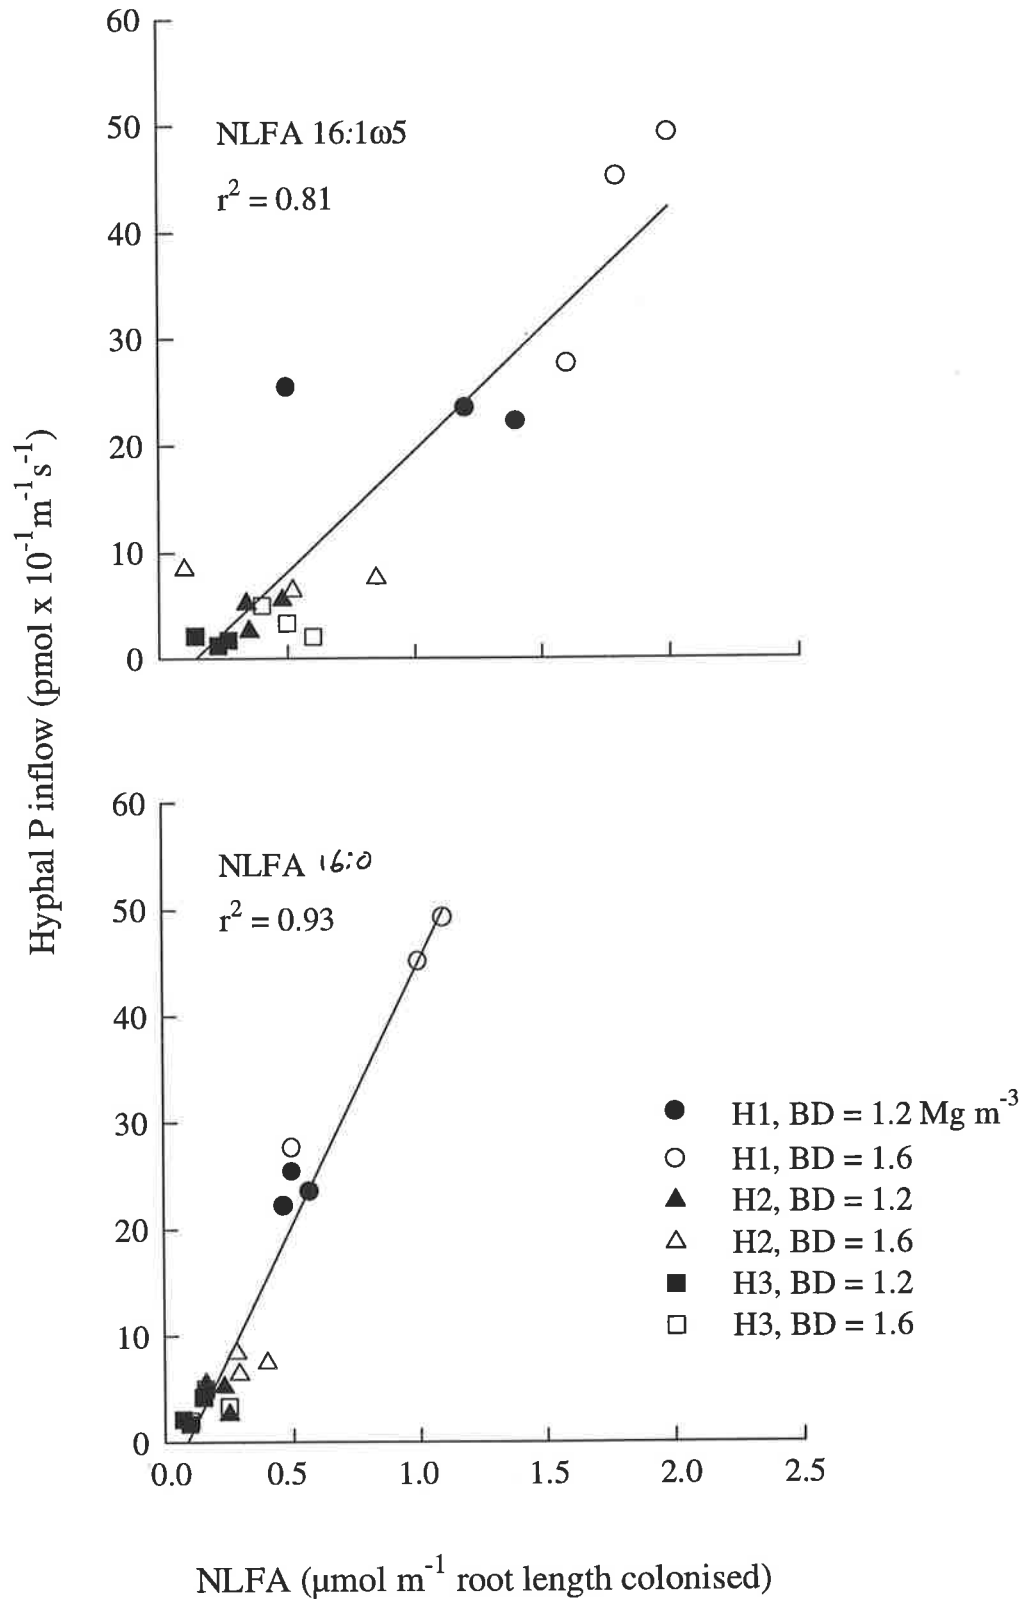 60
50
40
30
20
10
0
NLFA 16:1ω5
r² = 0.81
Hyphal P inflow (pmol x 10⁻¹m⁻¹s⁻¹)
60
50
40
30
20
10
0
NLFA 16:0
r² = 0.93
H1, BD = 1.2 Mg m⁻³
H1, BD = 1.6
H2, BD = 1.2
H2, BD = 1.6
H3, BD = 1.2
H3, BD = 1.6
0.0 0.5 1.0 1.5 2.0 2.5
NLFA (μmol m⁻¹ root length colonised)